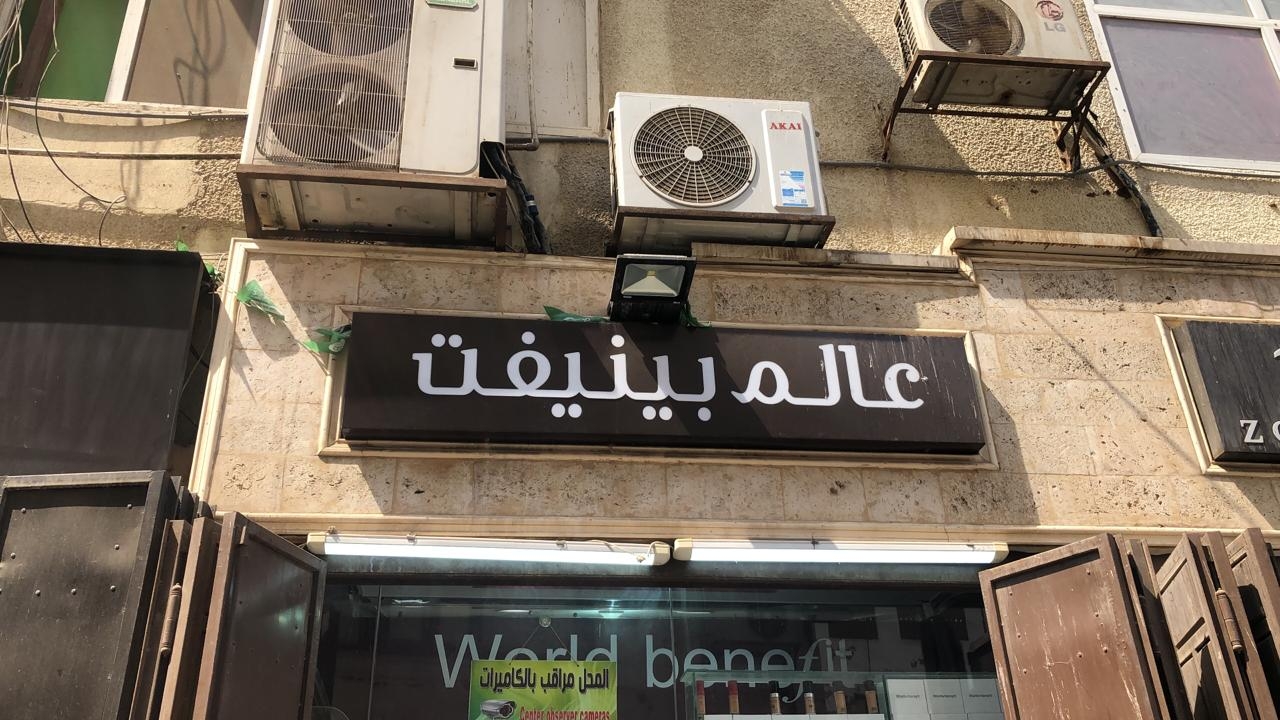 LG
AKAI
عالم بينيفت
World benefit
المحل مراقب بالكاميرات
Center observer cameras